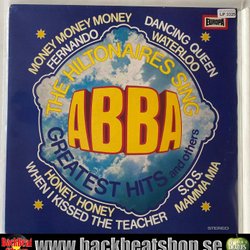 EUROPA
LP 1025
MONEY MONEY MONEY
FERNANDO
DANCING QUEEN
WATERLOO
THE HILTONAIRES SING
ABBA
GREATEST HITS and others
HONEY HONEY
WHEN I KISSED THE TEACHER
S.O.S.
MAMMA MIA
STEREO
www.backbeatshop.se